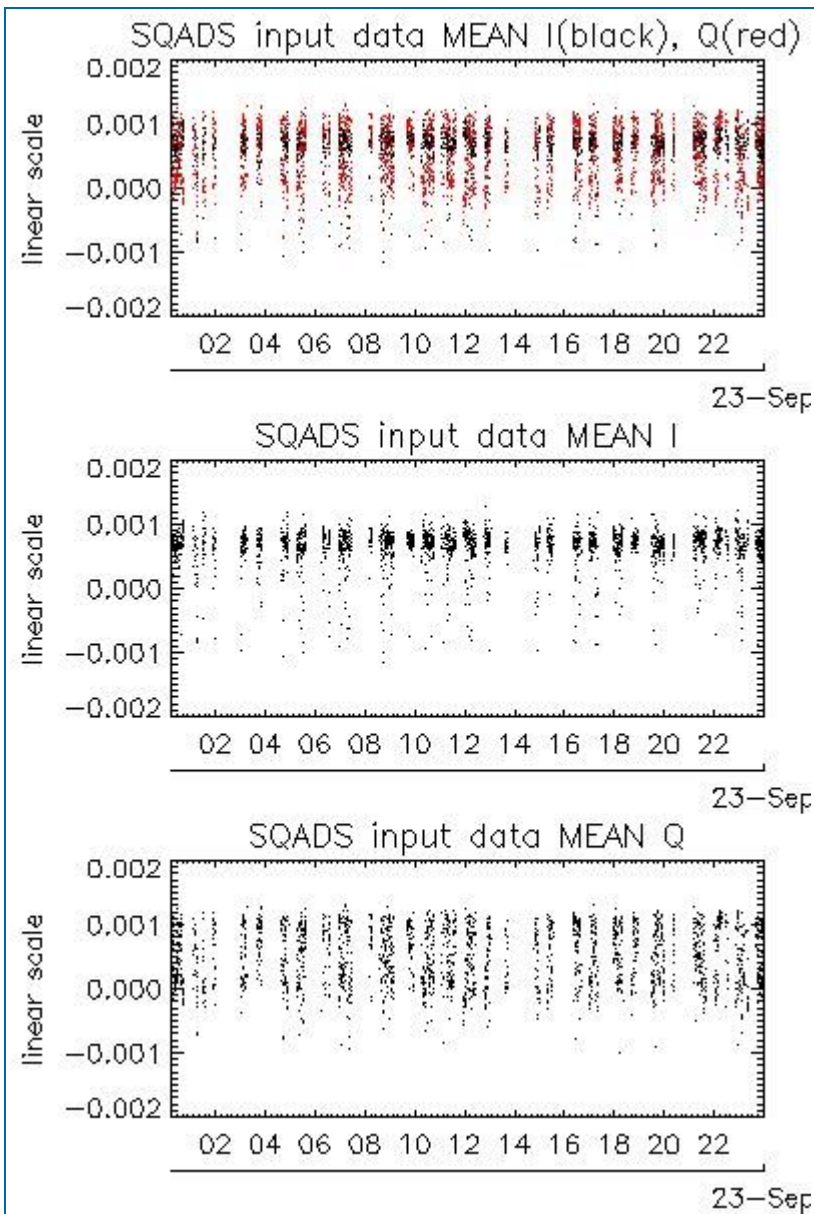 SQADS input data MEAN I(black), Q(red)
0.002
0.001
0.000
−0.001
−0.002
linear scale
02 04 06 08 10 12 14 16 18 20 22
23-Sep
SQADS input data MEAN I
0.002
0.001
0.000
−0.001
−0.002
linear scale
02 04 06 08 10 12 14 16 18 20 22
23-Sep
SQADS input data MEAN Q
0.002
0.001
0.000
−0.001
−0.002
linear scale
02 04 06 08 10 12 14 16 18 20 22
23-Sep